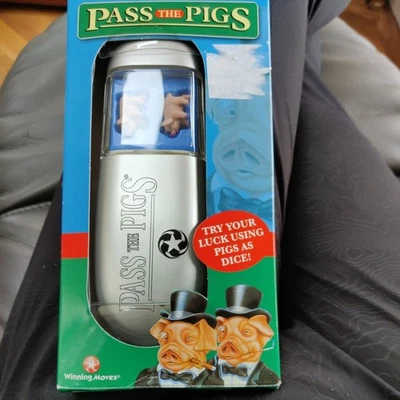 PASS THE PIGS
PASS THE PIGS®
TRY YOUR
LUCK USING
PIGS AS
DICE!
Winning Moves®